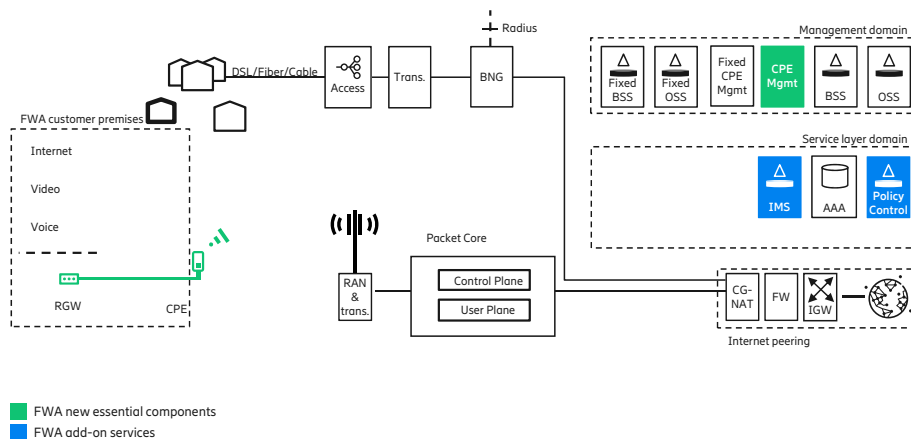 Radius
Management domain
DSL/Fiber/Cable
Access
Trans.
BNG
Fixed
BSS
Fixed
OSS
Fixed
CPE
Mgmt
CPE
Mgmt
BSS
OSS
FWA customer premises
Internet
Video
Voice
RGW
CPE
Service layer domain
IMS
AAA
Policy
Control
Packet Core
RAN
&
trans.
Control Plane
User Plane
CG-
NAT
FW
IGW
Internet peering
FWA new essential components
FWA add-on services